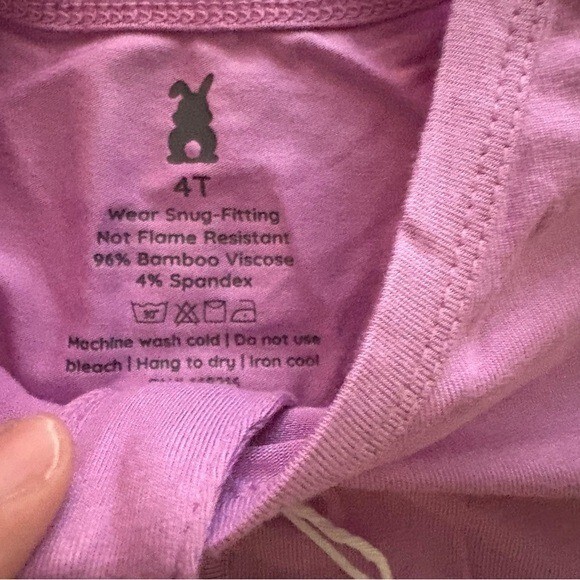 4T
Wear Snug-Fitting
Not Flame Resistant
96% Bamboo Viscose
4% Spandex
30°
Machine wash cold | Do not use
bleach | Hang to dry | Iron cool